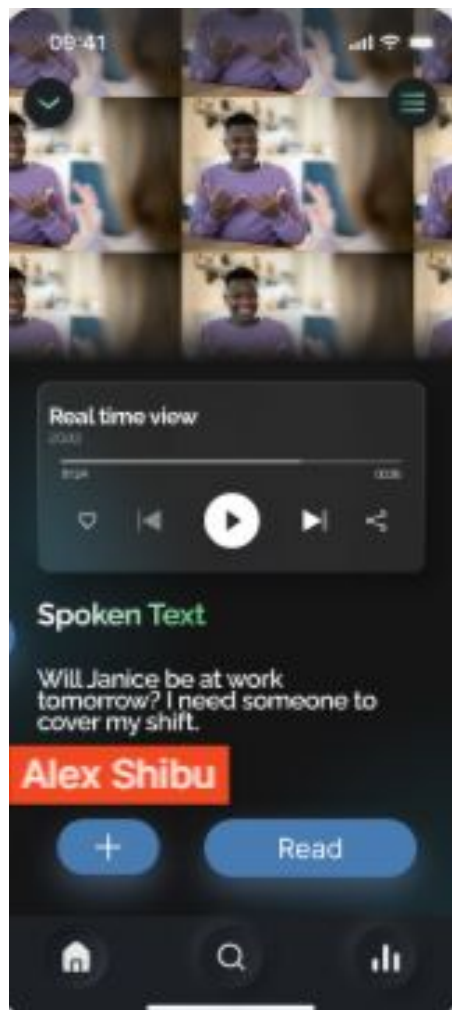 09:41
Real time view
Spoken Text
Will Janice be at work
tomorrow? I need someone to
cover my shift.
Alex Shibu
Read